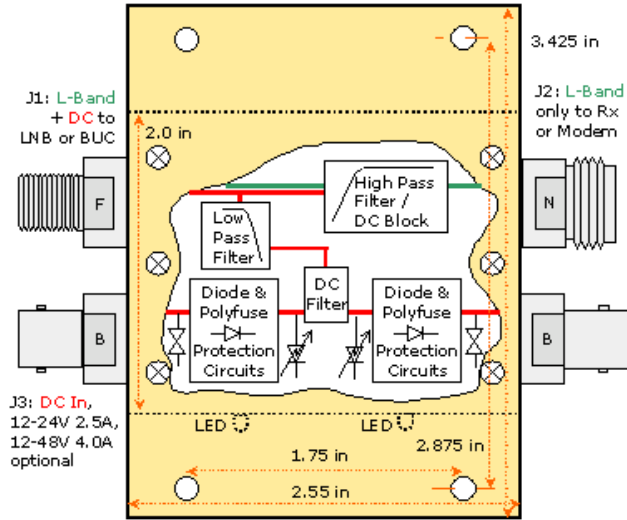 3.425 in
J1: L-Band
+ DC to
LNB or BUC
J2: L-Band
only to Rx
or Modem
2.0 in
F
N
High Pass
Filter /
DC Block
Low
Pass
Filter
DC
Filter
Diode &
Polyfuse
Protection
Circuits
Diode &
Polyfuse
Protection
Circuits
B
B
J3: DC In,
12-24V 2.5A,
12-48V 4.0A
optional
LED
LED
2.875 in
1.75 in
2.55 in